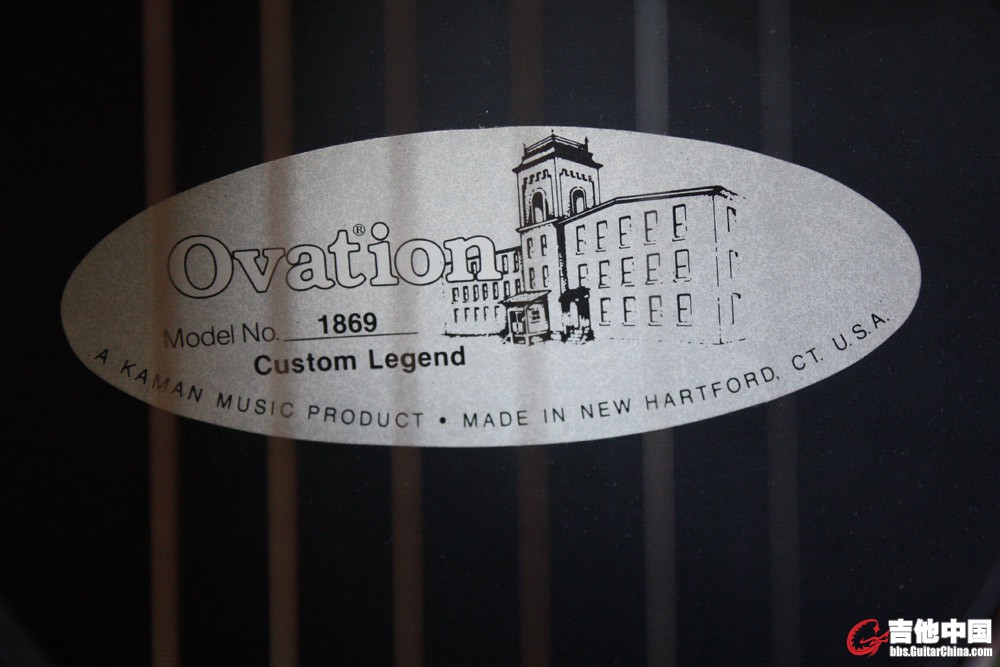 Ovation®
Model No. 1869
Custom Legend
A KAMAN MUSIC PRODUCT • MADE IN NEW HARTFORD, CT. U.S.A.
吉他中国
bbs.GuitarChina.com